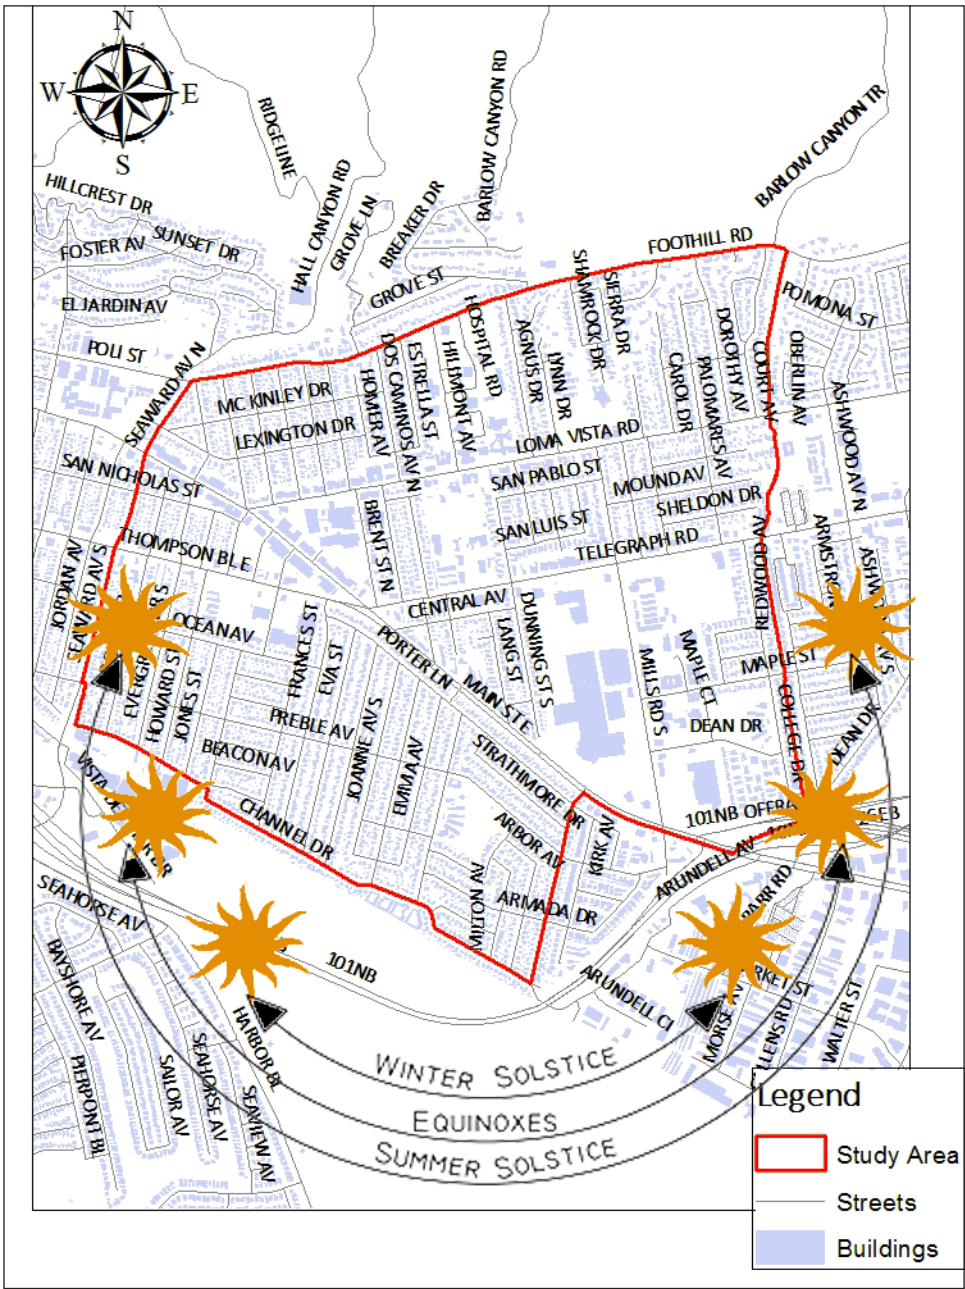 N
W
E
S
RIDGELINE
HALL CANYON RD
GROVE LN
BREAKER DR
BARLOW CANYON RD
BARLOW CANYON TR
HILLCREST DR
SUNSET DR
FOSTER AV
EL JARDIN AV
POLI ST
SEAWARD AV N
GROVE ST
FOOTHILL RD
POMONA ST
SHAMROCK DR
SIERRA DR
HOSPITAL RD
AGNUS DR
LYNN DR
DOROTHY AV
COURT AV
OBERLIN AV
CAROL DR
PALOMARES AV
ASHWOOD AV N
MC KINLEY DR
LEXINGTON DR
HOMER AV
DOS CAMINOS AV N
ESTRELLA ST
HILLMONT AV
LOMA VISTA RD
SAN PABLO ST
MOUND AV
SHELDON DR
SAN NICHOLAS ST
BRENT ST N
SAN LUIS ST
TELEGRAPH RD
REDWOOD AV
THOMPSON BL E
JORDAN AV
OCEAN AV
CENTRAL AV
DUNNING ST S
LANG ST
FRANCES ST
EVA ST
PORTER LN
MAIN ST E
MILLS RD S
MAPLE CT
MAPLE ST
HOWARD ST
JONES ST
PREBLE AV
BEACON AV
JOANNE AV S
EMMA AV
DEAN DR
COLLEGE DR
DEAN DR
STRATHMORE DR
CHANNEL DR
ARBOR AV
KIRK AV
101NB
ARUNDELL AV
SEAHORSE AV
WILTON AV
ARMADA DR
PARR RD
101NB
ARUNDELL CI
BAYSHORE AV
HARBOR BL
WALTER ST
PIERPONT BL
SAILOR AV
SEAHORSE AV
SEAVIEW AV
WINTER SOLSTICE
EQUINOXES
SUMMER SOLSTICE
Legend
Study Area
Streets
Buildings